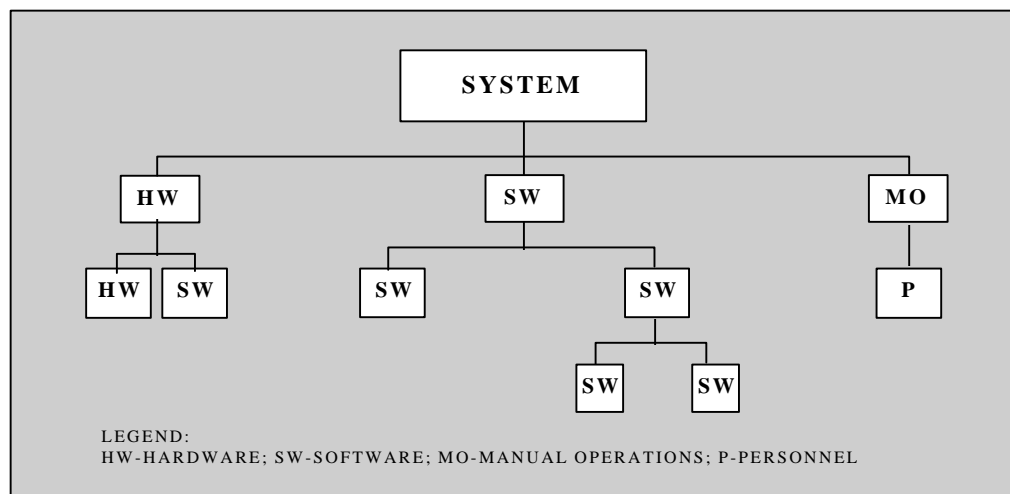 SYSTEM
HW SW MO
HW SW SW SW P
SW SW
LEGEND:
HW-HARDWARE; SW-SOFTWARE; MO-MANUAL OPERATIONS; P-PERSONNEL